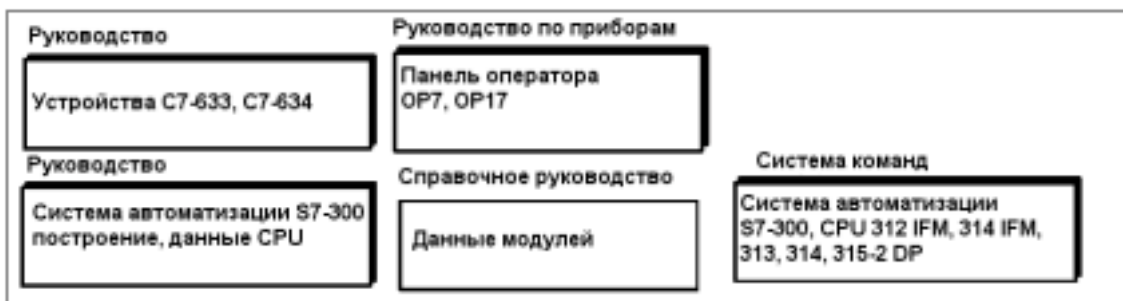 Руководство
Устройства C7-633, C7-634
Руководство по приборам
Панель оператора
OP7, OP17
Руководство
Система автоматизации S7-300
построение, данные CPU
Справочное руководство
Данные модулей
Система команд
Система автоматизации
S7-300, CPU 312 IFM, 314 IFM,
313, 314, 315-2 DP